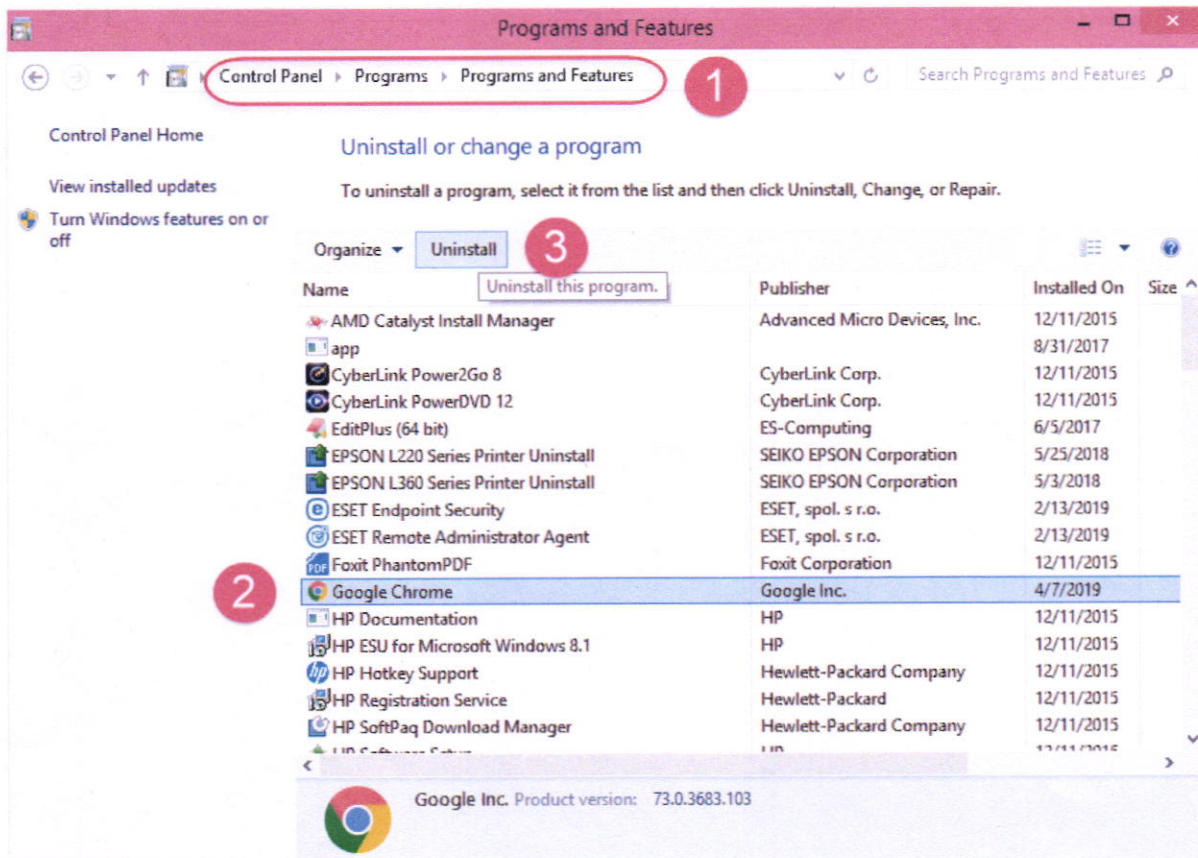 Programs and Features
Control Panel Programs Programs and Features
1
Search Programs and Features
Control Panel Home
View installed updates
Turn Windows features on or
off
Uninstall or change a program
To uninstall a program, select it from the list and then click Uninstall, Change, or Repair.
Organize Uninstall 3
Uninstall this program.
Name Publisher Installed On Size
AMD Catalyst Install Manager Advanced Micro Devices, Inc. 12/11/2015
app 8/31/2017
CyberLink Power2Go 8 CyberLink Corp. 12/11/2015
CyberLink PowerDVD 12 CyberLink Corp. 12/11/2015
EditPlus (64 bit) ES-Computing 6/5/2017
EPSON L220 Series Printer Uninstall SEIKO EPSON Corporation 5/25/2018
EPSON L360 Series Printer Uninstall SEIKO EPSON Corporation 5/3/2018
ESET Endpoint Security ESET, spol. s r.o. 2/13/2019
ESET Remote Administrator Agent ESET, spol. s r.o. 2/13/2019
PDF Foxit PhantomPDF Foxit Corporation 12/11/2015
2
Google Chrome Google Inc. 4/7/2019
HP Documentation HP 12/11/2015
HP ESU for Microsoft Windows 8.1 HP 12/11/2015
hp HP Hotkey Support Hewlett-Packard Company 12/11/2015
HP Registration Service Hewlett-Packard 12/11/2015
HP SoftPaq Download Manager Hewlett-Packard Company 12/11/2015
Google Inc. Product version: 73.0.3683.103